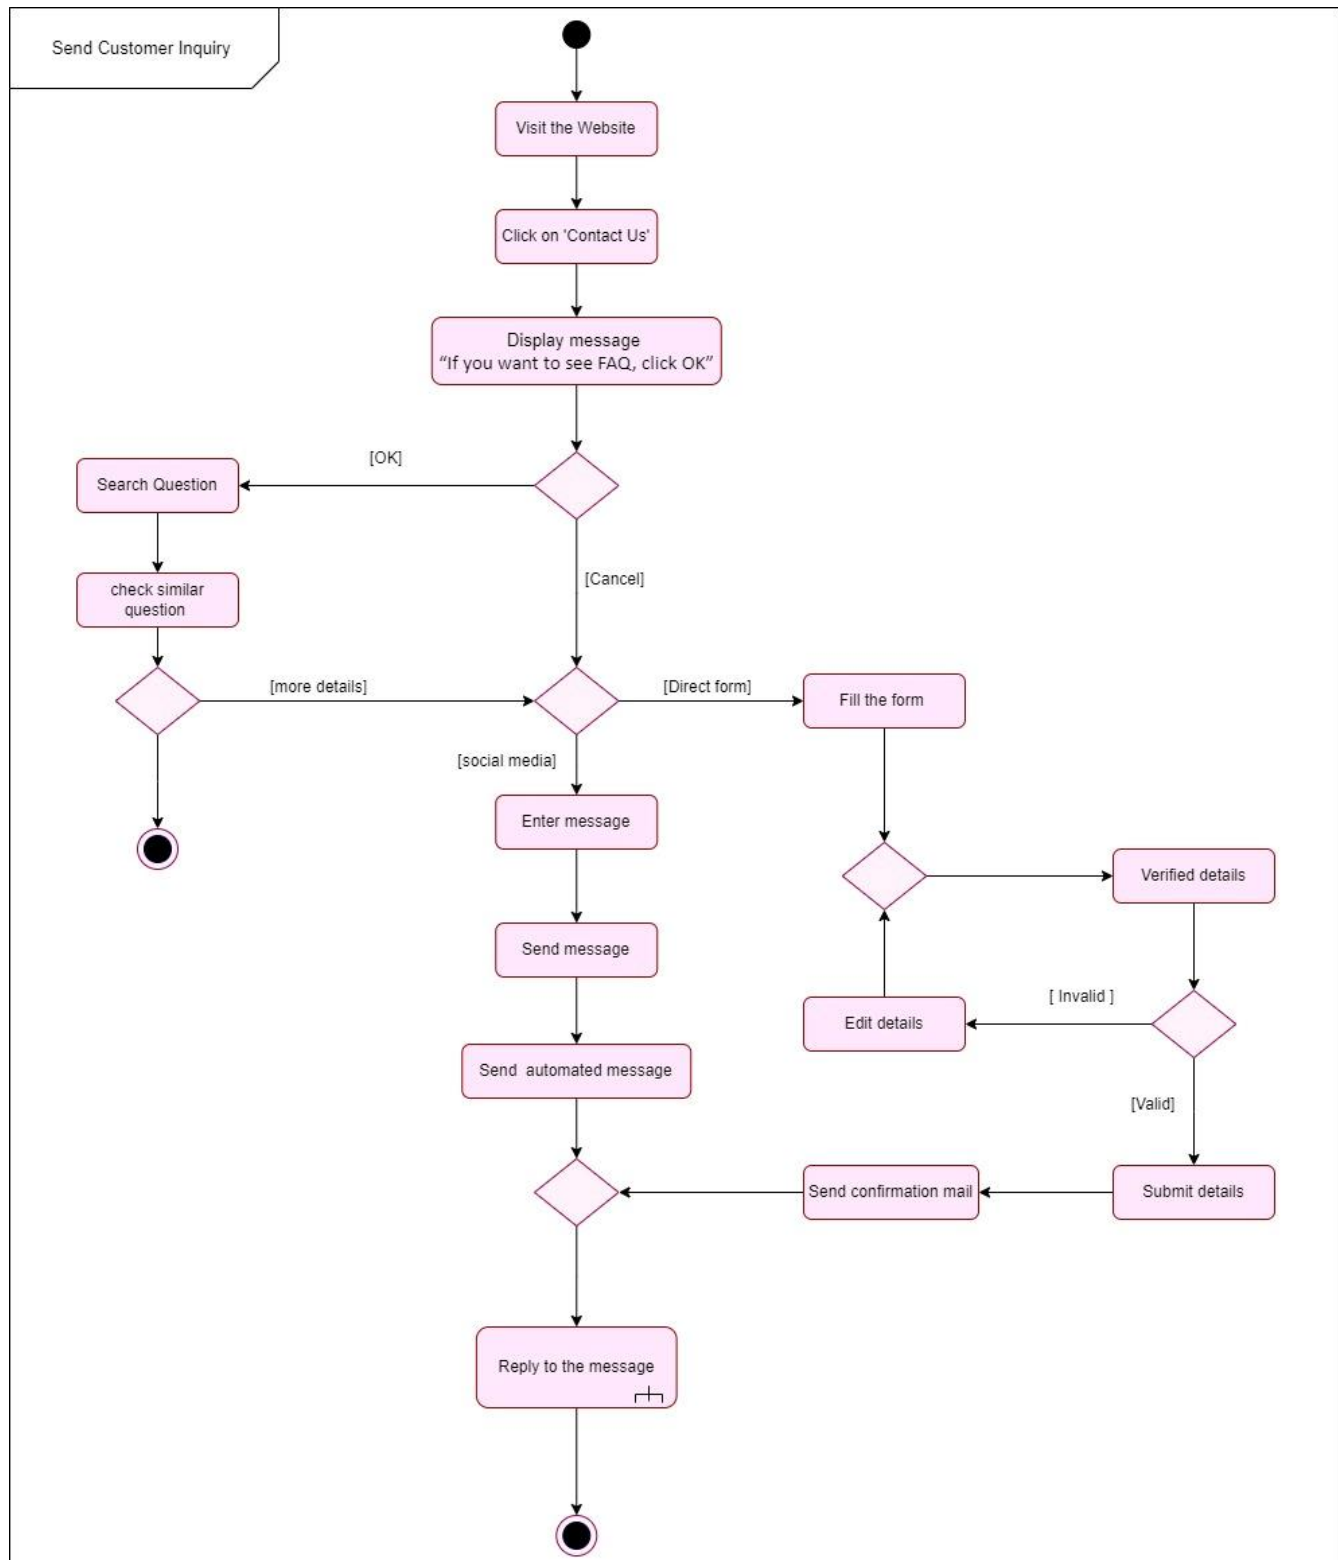 Send Customer Inquiry
Visit the Website
Click on 'Contact Us'
Display message
“If you want to see FAQ, click OK”
[OK]
Search Question
[Cancel]
check similar
question
[more details]
[Direct form]
Fill the form
[social media]
Enter message
Verified details
Send message
[ Invalid ]
Edit details
Send  automated message
[Valid]
Send confirmation mail
Submit details
Reply to the message